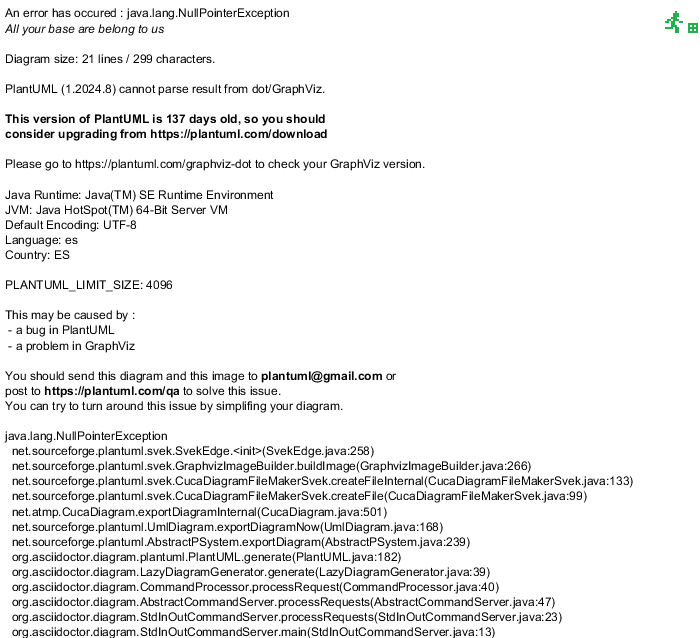 An error has occured : java.lang.NullPointerException
All your base are belong to us
Diagram size: 21 lines / 299 characters.
PlantUML (1.2024.8) cannot parse result from dot/GraphViz.
This version of PlantUML is 137 days old, so you should
consider upgrading from https://plantuml.com/download
Please go to https://plantuml.com/graphviz-dot to check your GraphViz version.
Java Runtime: Java(TM) SE Runtime Environment
JVM: Java HotSpot(TM) 64-Bit Server VM
Default Encoding: UTF-8
Language: es
Country: ES
PLANTUML_LIMIT_SIZE: 4096
This may be caused by :
- a bug in PlantUML
- a problem in GraphViz
You should send this diagram and this image to plantuml@gmail.com or
post to https://plantuml.com/qa to solve this issue.
You can try to turn around this issue by simplifing your diagram.
java.lang.NullPointerException
net.sourceforge.plantuml.svek.SvekEdge.<init>(SvekEdge.java:258)
net.sourceforge.plantuml.svek.GraphvizImageBuilder.buildImage(GraphvizImageBuilder.java:266)
net.sourceforge.plantuml.svek.CucaDiagramFileMakerSvek.createFileInternal(CucaDiagramFileMakerSvek.java:133)
net.sourceforge.plantuml.svek.CucaDiagramFileMakerSvek.createFile(CucaDiagramFileMakerSvek.java:99)
net.atmp.CucaDiagram.exportDiagramInternal(CucaDiagram.java:501)
net.sourceforge.plantuml.UmlDiagram.exportDiagramNow(UmlDiagram.java:168)
net.sourceforge.plantuml.AbstractPSystem.exportDiagram(AbstractPSystem.java:239)
org.asciidoctor.diagram.plantuml.PlantUML.generate(PlantUML.java:182)
org.asciidoctor.diagram.LazyDiagramGenerator.generate(LazyDiagramGenerator.java:39)
org.asciidoctor.diagram.CommandProcessor.processRequest(CommandProcessor.java:40)
org.asciidoctor.diagram.AbstractCommandServer.processRequests(AbstractCommandServer.java:47)
org.asciidoctor.diagram.StdInOutCommandServer.processRequests(StdInOutCommandServer.java:23)
org.asciidoctor.diagram.StdInOutCommandServer.main(StdInOutCommandServer.java:13)